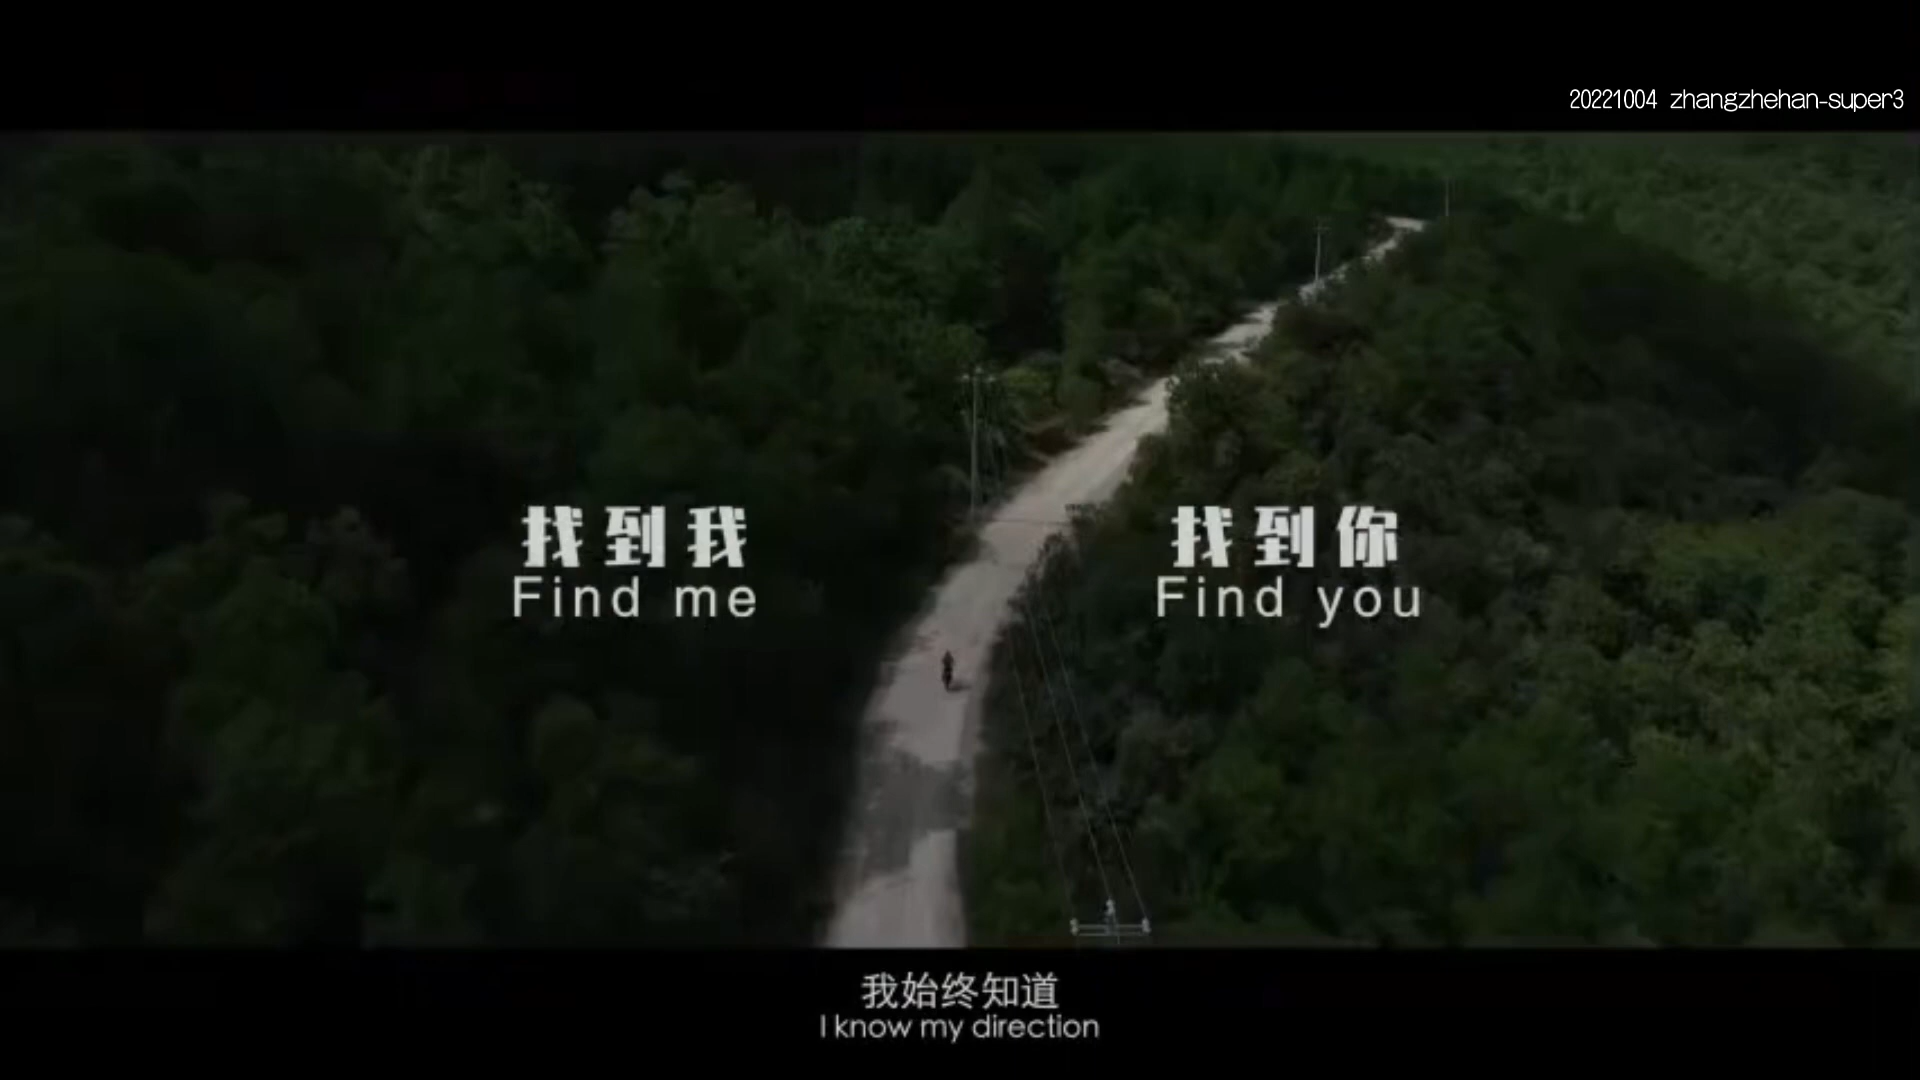 20221004 zhangzhehan-super3
找到我
Find me
找到你
Find you
我始终知道
I know my direction